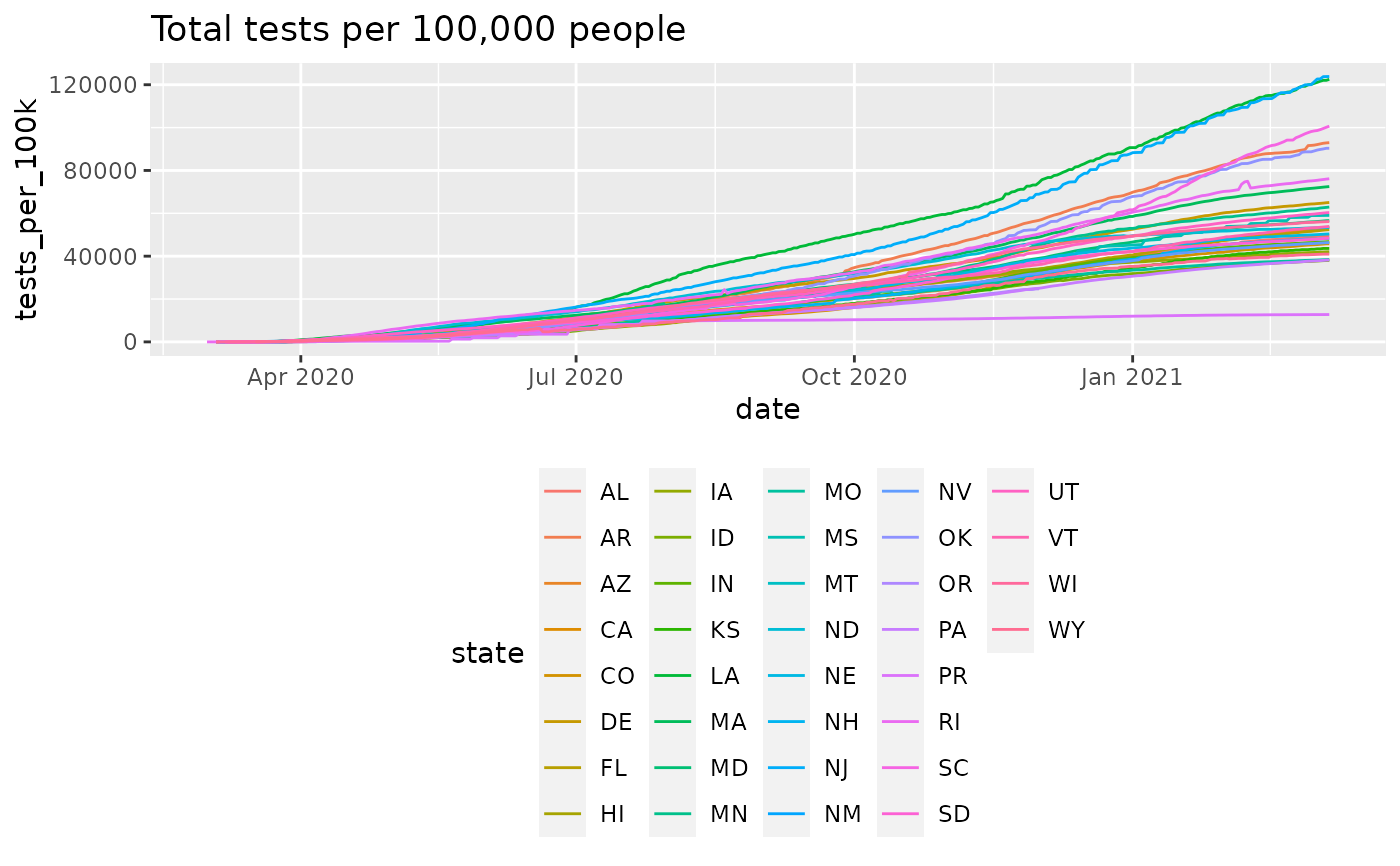 Total tests per 100,000 people
tests_per_100k
120000
80000
40000
0
Apr 2020 Jul 2020 Oct 2020 Jan 2021
date
state
AL IA MO NV UT
AR ID MS OK VT
AZ IN MT OR WI
CA KS ND PA WY
CO LA NE PR
DE MA NH RI
FL MD NJ SC
HI MN NM SD